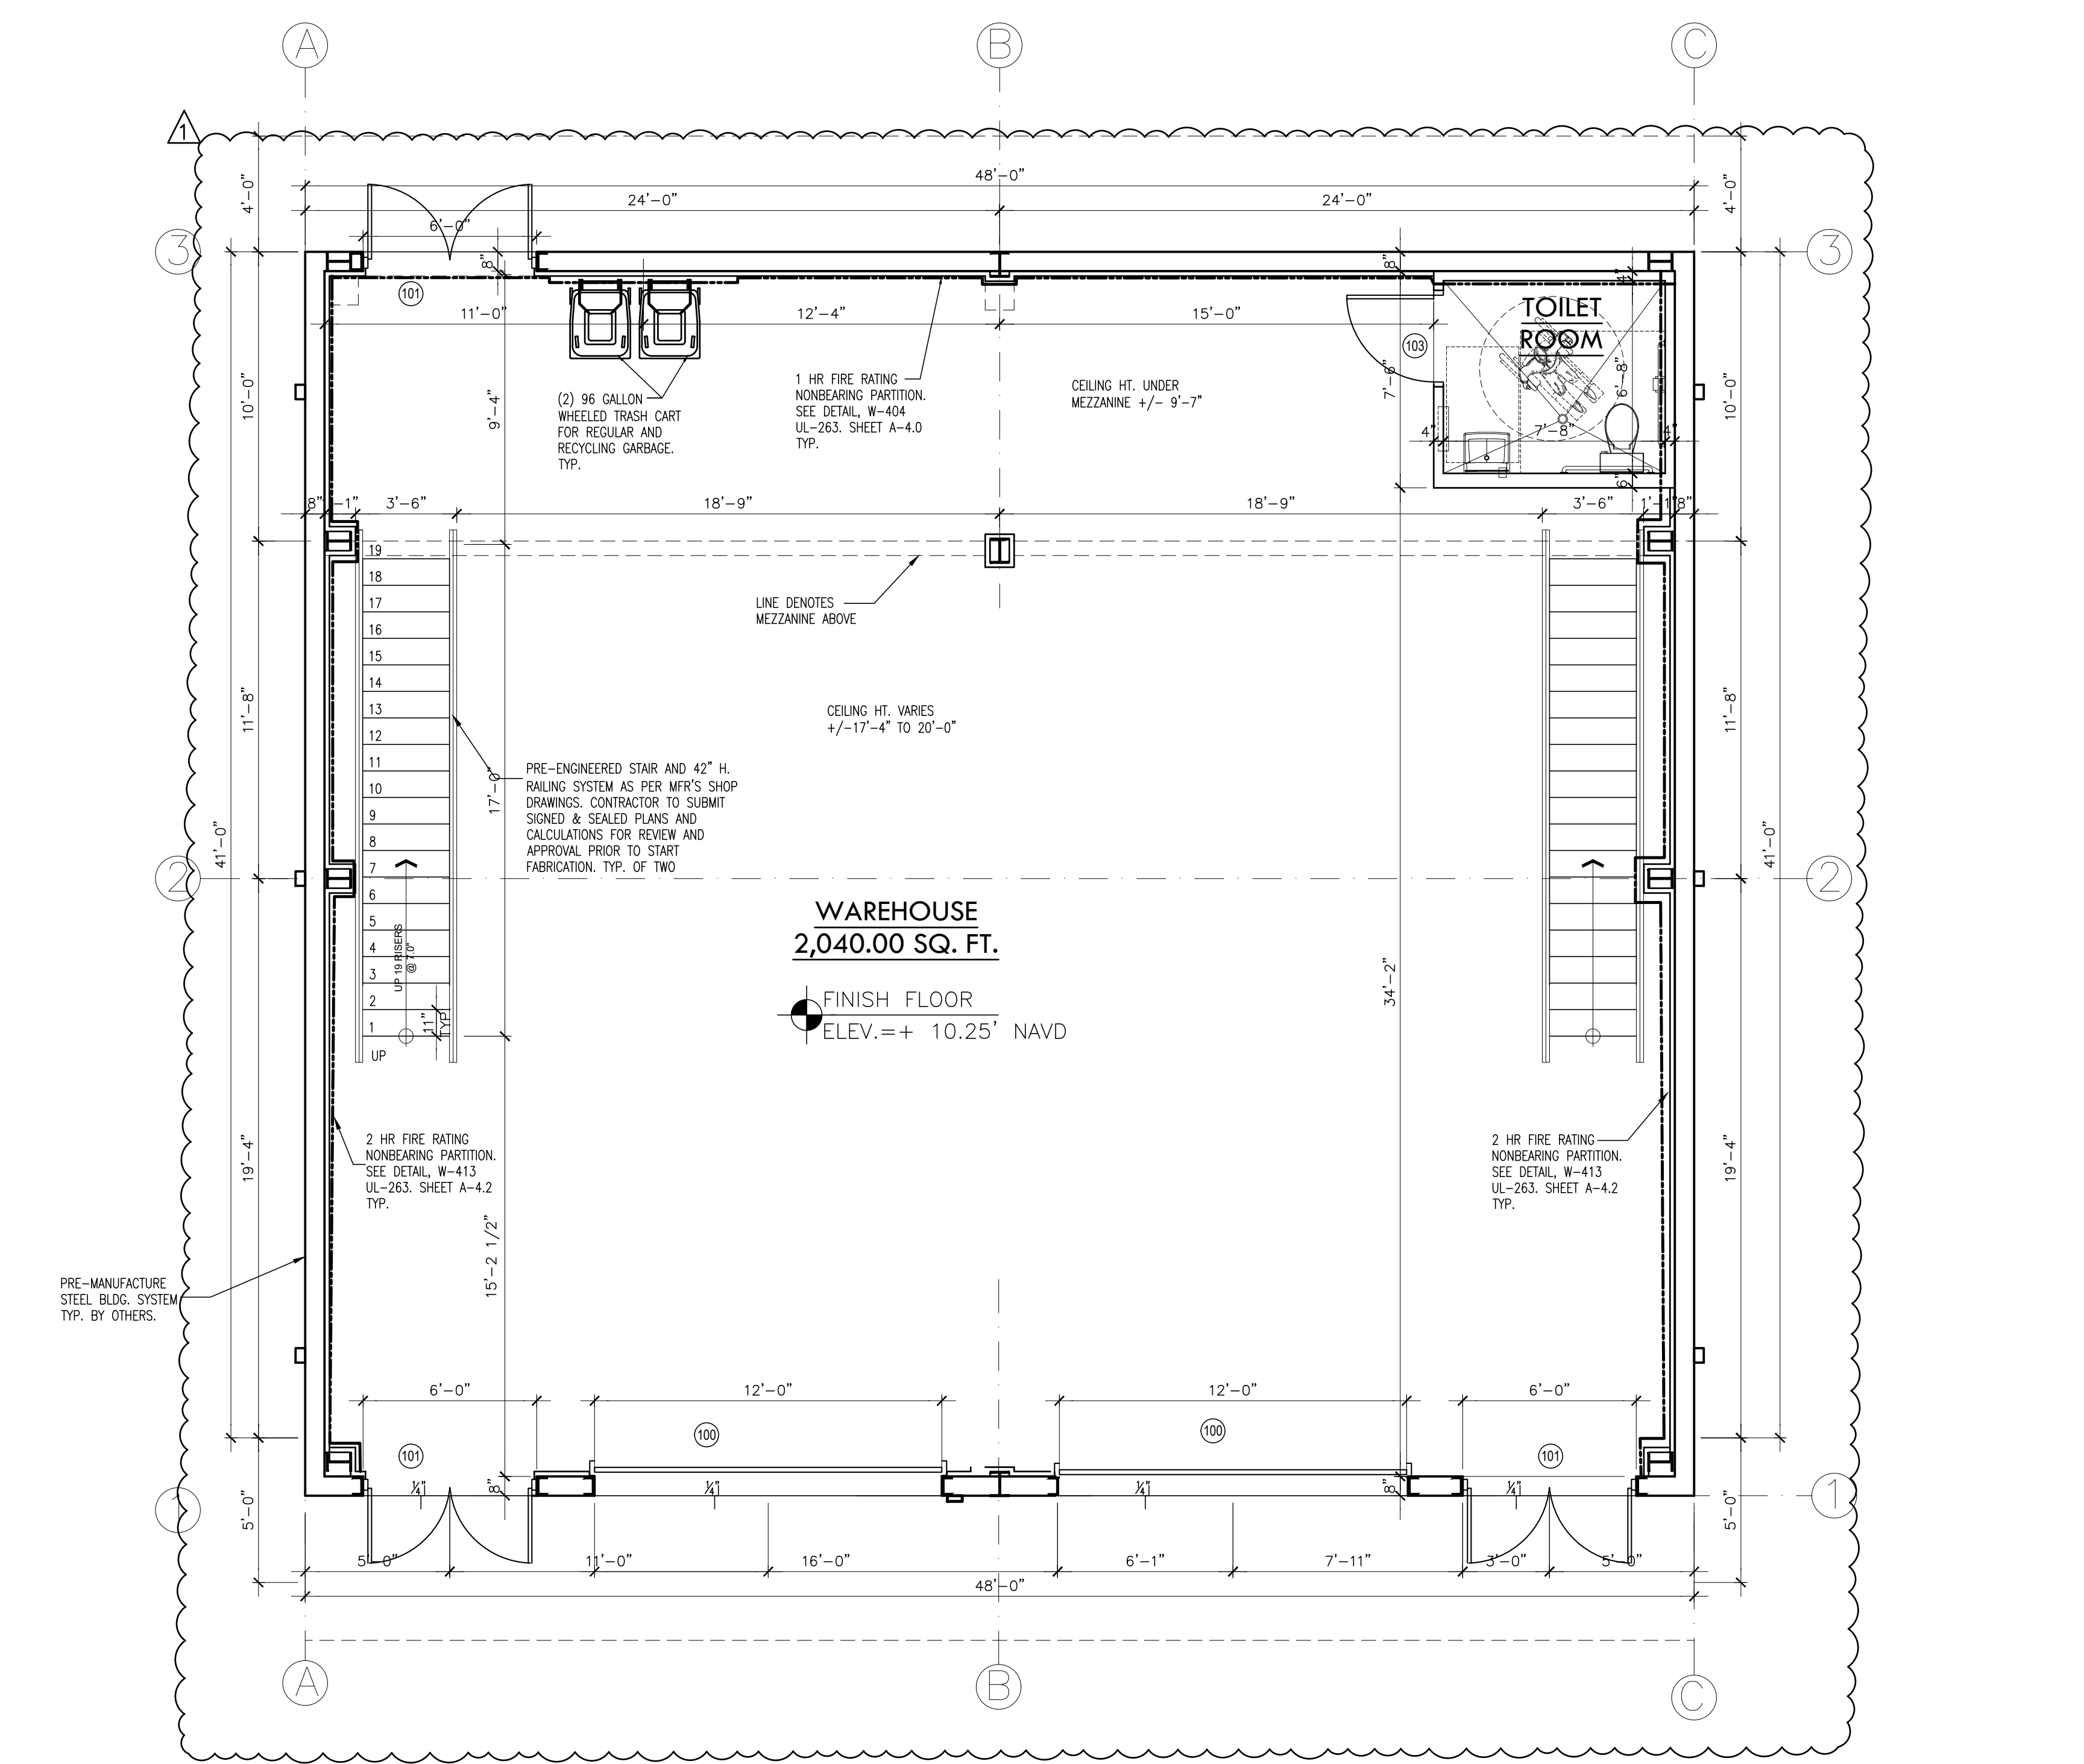 A
B
C
1
48'-0"
24'-0"
24'-0"
4'-0"
4'-0"
6'-0"
3
3
8"
8"
4"
101
11'-0"
12'-4"
15'-0"
TOILET
ROOM
103
7'-6"
6'-8"
10'-0"
10'-0"
9'-4"
1 HR FIRE RATING
NONBEARING PARTITION.
SEE DETAIL, W-404
UL-263. SHEET A-4.0
TYP.
CEILING HT. UNDER
MEZZANINE +/- 9'-7"
(2) 96 GALLON
WHEELED TRASH CART
FOR REGULAR AND
RECYCLING GARBAGE.
TYP.
4"
7'-8"
4"
6"
8"
-1"
3'-6"
18'-9"
18'-9"
3'-6"
1'-1"
8"
19
18
17
16
15
14
13
12
11
10
9
8
7
6
5
4
3
2
1
UP
UP 19 RISERS
@ 7.0"
11"
TYP
LINE DENOTES
MEZZANINE ABOVE
11'-8"
11'-8"
CEILING HT. VARIES
+/-17'-4" TO 20'-0"
17'-0"
PRE-ENGINEERED STAIR AND 42" H.
RAILING SYSTEM AS PER MFR'S SHOP
DRAWINGS. CONTRACTOR TO SUBMIT
SIGNED & SEALED PLANS AND
CALCULATIONS FOR REVIEW AND
APPROVAL PRIOR TO START
FABRICATION. TYP. OF TWO
41'-0"
41'-0"
2
2
WAREHOUSE
2,040.00 SQ. FT.
FINISH FLOOR
ELEV.=+ 10.25' NAVD
34'-2"
2 HR FIRE RATING
NONBEARING PARTITION.
SEE DETAIL, W-413
UL-263. SHEET A-4.2
TYP.
2 HR FIRE RATING
NONBEARING PARTITION.
SEE DETAIL, W-413
UL-263. SHEET A-4.2
TYP.
19'-4"
19'-4"
15'-2 1/2"
PRE-MANUFACTURE
STEEL BLDG. SYSTEM
TYP. BY OTHERS.
6'-0"
12'-0"
12'-0"
6'-0"
101
100
100
101
¼"
8"
¼"
¼"
8"
¼"
1
1
5'-0"
5'-0"
5'-0"
11'-0"
16'-0"
6'-1"
7'-11"
3'-0"
5'-0"
48'-0"
A
B
C